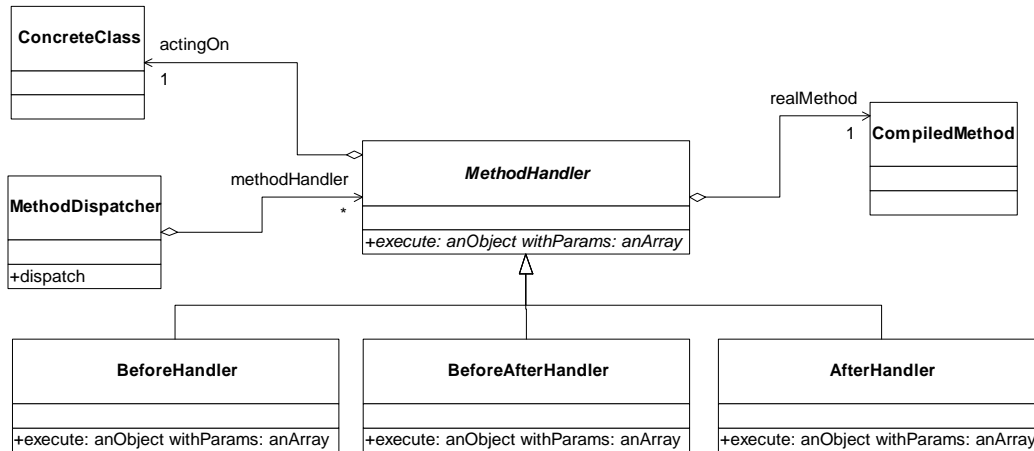 ConcreteClass
actingOn
1
realMethod
1
CompiledMethod
MethodHandler
+execute: anObject withParams: anArray
methodHandler
*
MethodDispatcher
+dispatch
BeforeHandler
+execute: anObject withParams: anArray
BeforeAfterHandler
+execute: anObject withParams: anArray
AfterHandler
+execute: anObject withParams: anArray